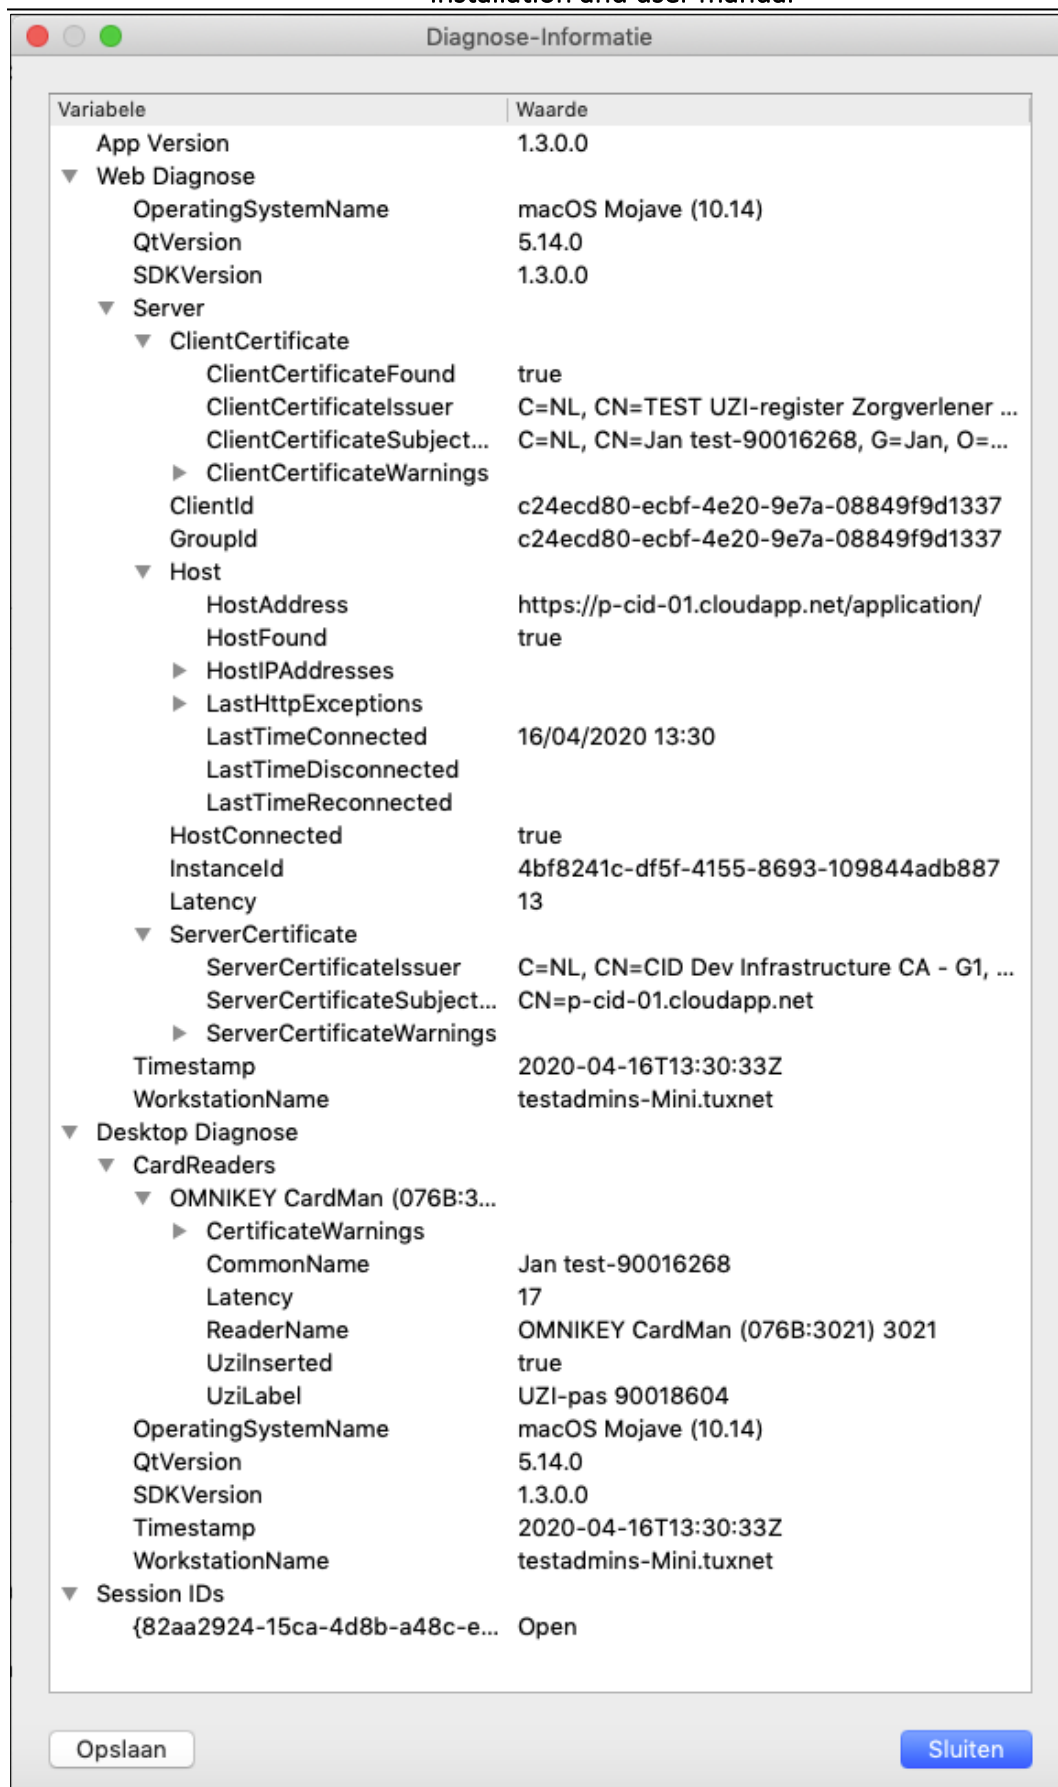 Installation and user manual
Diagnose-Informatie
Variabele Waarde
App Version 1.3.0.0
Web Diagnose
OperatingSystemName macOS Mojave (10.14)
QtVersion 5.14.0
SDKVersion 1.3.0.0
Server
ClientCertificate
ClientCertificateFound true
ClientCertificateIssuer C=NL, CN=TEST UZI-register Zorgverlener ...
ClientCertificateSubject... C=NL, CN=Jan test-90016268, G=Jan, O=...
ClientCertificateWarnings
ClientId c24ecd80-ecbf-4e20-9e7a-08849f9d1337
GroupId c24ecd80-ecbf-4e20-9e7a-08849f9d1337
Host
HostAddress https://p-cid-01.cloudapp.net/application/
HostFound true
HostIPAddresses
LastHttpExceptions
LastTimeConnected 16/04/2020 13:30
LastTimeDisconnected
LastTimeReconnected
HostConnected true
InstanceId 4bf8241c-df5f-4155-8693-109844adb887
Latency 13
ServerCertificate
ServerCertificateIssuer C=NL, CN=CID Dev Infrastructure CA - G1, ...
ServerCertificateSubject... CN=p-cid-01.cloudapp.net
ServerCertificateWarnings
Timestamp 2020-04-16T13:30:33Z
WorkstationName testadmins-Mini.tuxnet
Desktop Diagnose
CardReaders
OMNIKEY CardMan (076B:3...
CertificateWarnings
CommonName Jan test-90016268
Latency 17
ReaderName OMNIKEY CardMan (076B:3021) 3021
UziInserted true
UziLabel UZI-pas 90018604
OperatingSystemName macOS Mojave (10.14)
QtVersion 5.14.0
SDKVersion 1.3.0.0
Timestamp 2020-04-16T13:30:33Z
WorkstationName testadmins-Mini.tuxnet
Session IDs
{82aa2924-15ca-4d8b-a48c-e... Open
Opslaan Sluiten